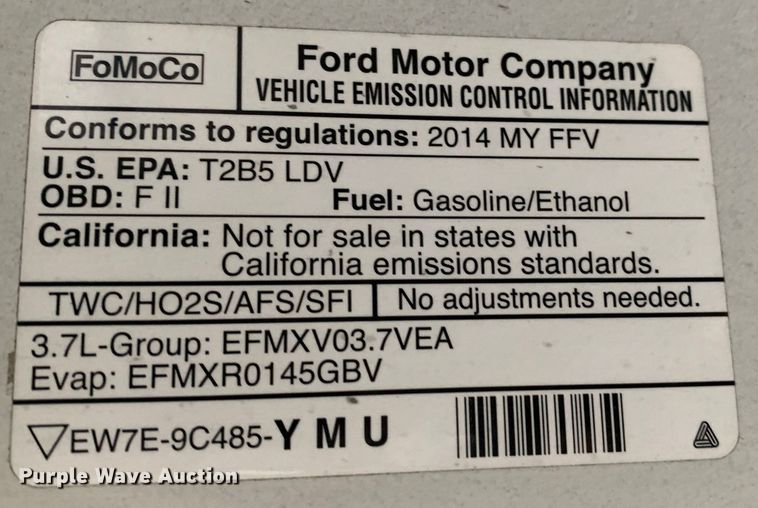 FoMoCo
Ford Motor Company
VEHICLE EMISSION CONTROL INFORMATION
Conforms to regulations: 2014 MY FFV
U.S. EPA: T2B5 LDV
OBD: F II Fuel: Gasoline/Ethanol
California: Not for sale in states with
California emissions standards.
TWC/HO2S/AFS/SFI No adjustments needed.
3.7L-Group: EFMXV03.7VEA
Evap: EFMXR0145GBV
EW7E-9C485-Y M U
Purple Wave Auction